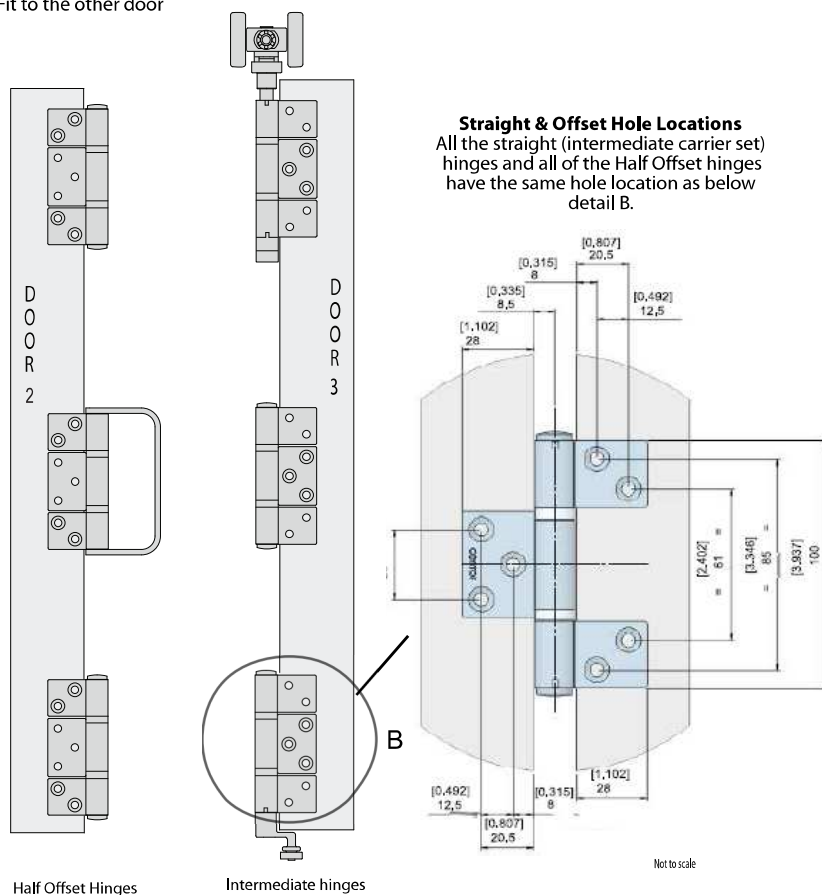 Fit to the other door
Straight & Offset Hole Locations
All the straight (intermediate carrier set)
hinges and all of the Half Offset hinges
have the same hole location as below
detail B.
[0,807]
20,5
[0,315]
8
[0,492]
12,5
[0,335]
8,5
[1,102]
28
DOOR 2
DOOR 3
[2,402]
= 61 =
[3,346]
= 85 =
[3,937]
100
B
[0,492]
12,5
[0,315]
8
[0,807]
20,5
[1,102]
28
Not to scale
Half Offset Hinges
Intermediate hinges